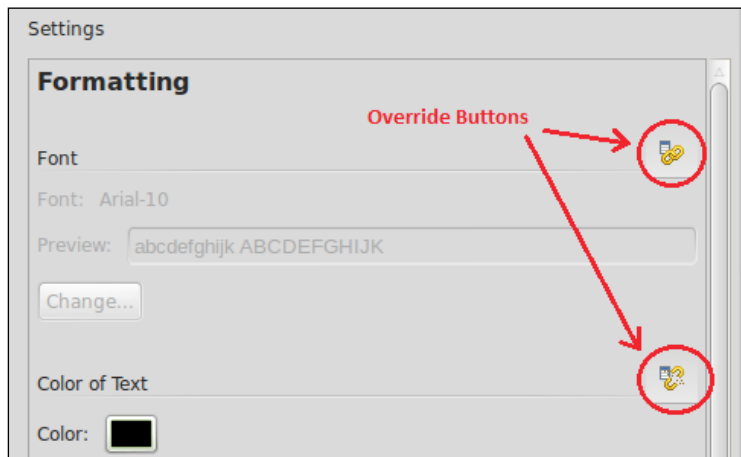 Settings
Formatting
Override Buttons
Font
Font: Arial-10
Preview: abcdefghijk ABCDEFGHIJK
Change...
Color of Text
Color: